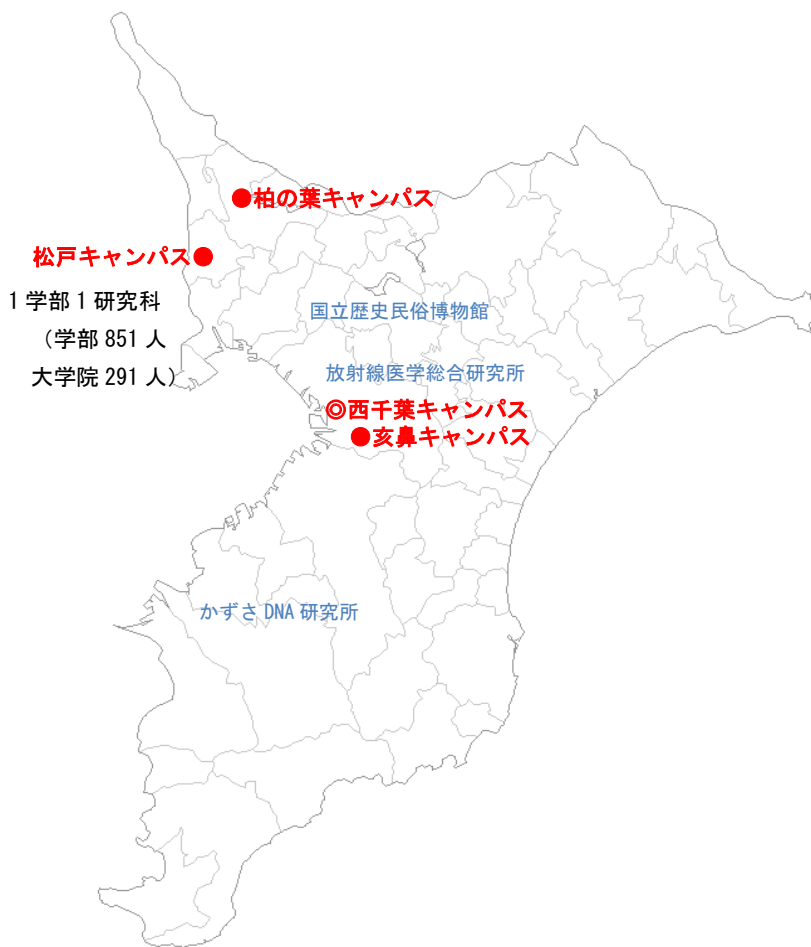 ●柏の葉キャンパス
松戸キャンパス●
1 学部 1 研究科
（学部 851 人
大学院 291 人）
国立歴史民俗博物館
放射線医学総合研究所
◎西千葉キャンパス
●亥鼻キャンパス
かずさ DNA 研究所